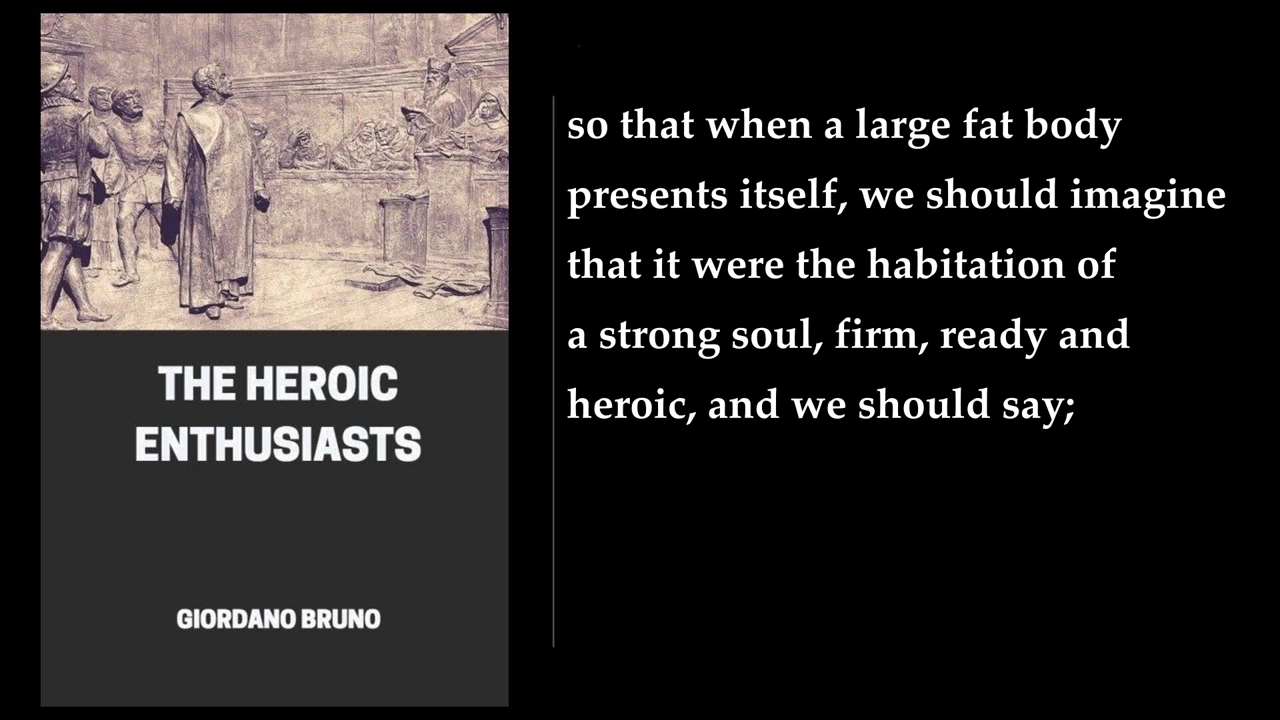 THE HEROIC
ENTHUSIASTS
GIORDANO BRUNO
so that when a large fat body
presents itself, we should imagine
that it were the habitation of
a strong soul, firm, ready and
heroic, and we should say;